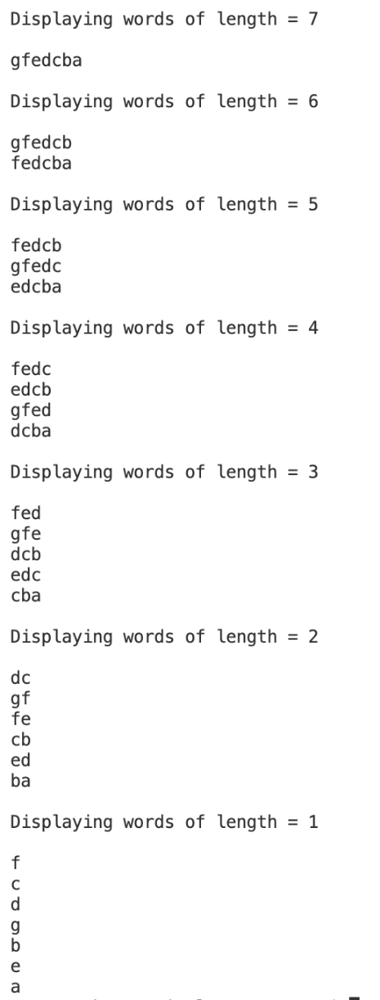 Displaying words of length = 7
gfedcba
Displaying words of length = 6
gfedcb
fedcba
Displaying words of length = 5
fedcb
gfedc
edcba
Displaying words of length = 4
fedc
edcb
gfed
dcba
Displaying words of length = 3
fed
gfe
dcb
edc
cba
Displaying words of length = 2
dc
gf
fe
cb
ed
ba
Displaying words of length = 1
f
c
d
g
b
e
a